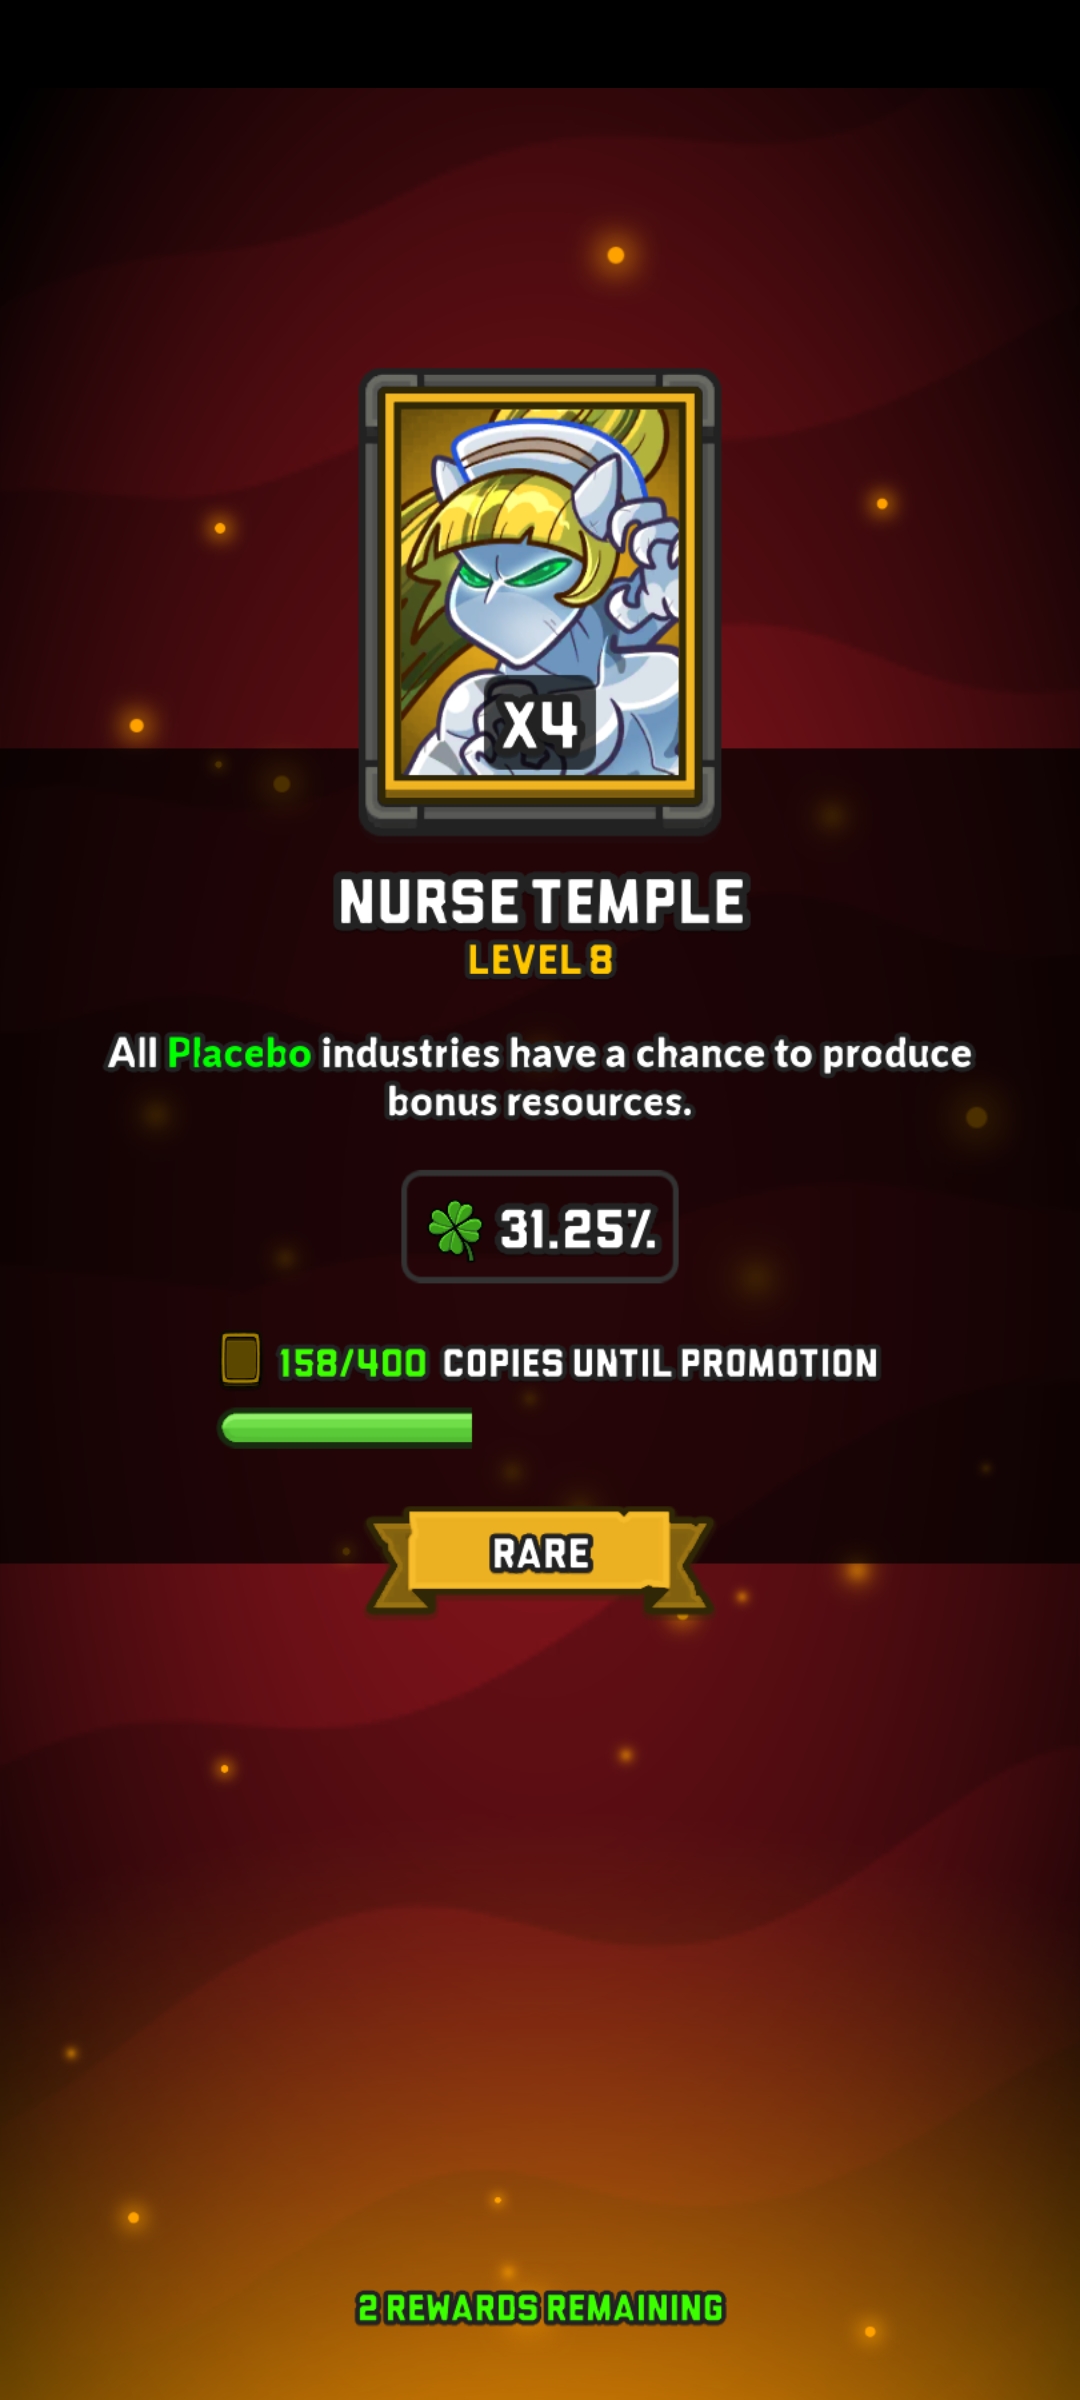 X4
NURSE TEMPLE
LEVEL 8
All Placebo industries have a chance to produce
bonus resources.
31.25%
158/400 COPIES UNTIL PROMOTION
RARE
2 REWARDS REMAINING